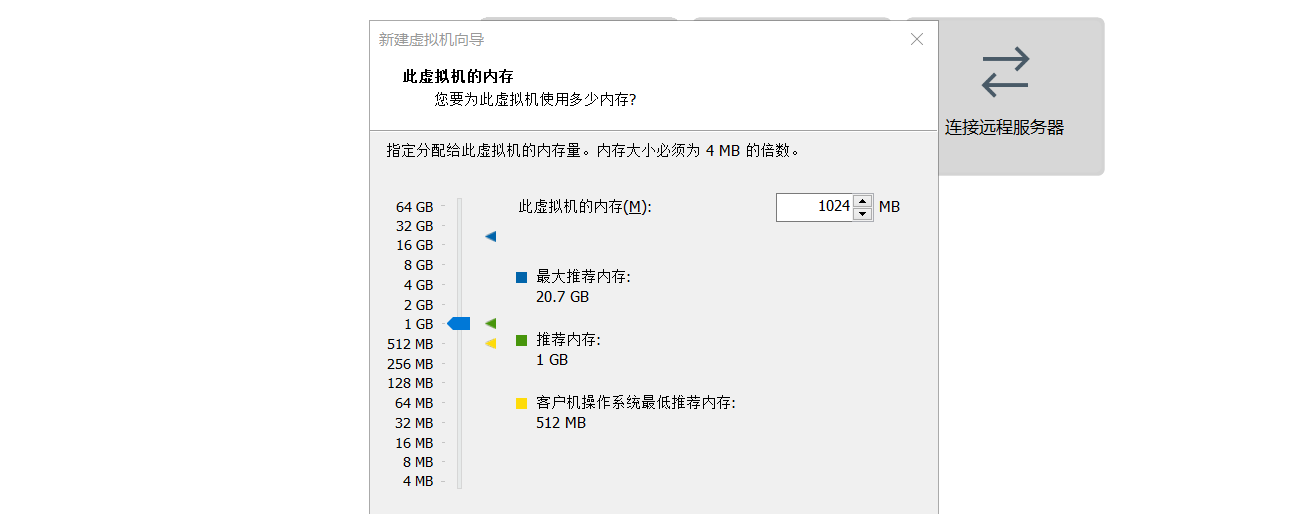 新建虚拟机向导
此虚拟机的内存
您要为此虚拟机使用多少内存?
连接远程服务器
指定分配给此虚拟机的内存量。内存大小必须为 4 MB 的倍数。
此虚拟机的内存(M):
1024 MB
64 GB
32 GB
16 GB
8 GB
4 GB
2 GB
1 GB
512 MB
256 MB
128 MB
64 MB
32 MB
16 MB
8 MB
4 MB
最大推荐内存:
20.7 GB
推荐内存:
1 GB
客户机操作系统最低推荐内存:
512 MB